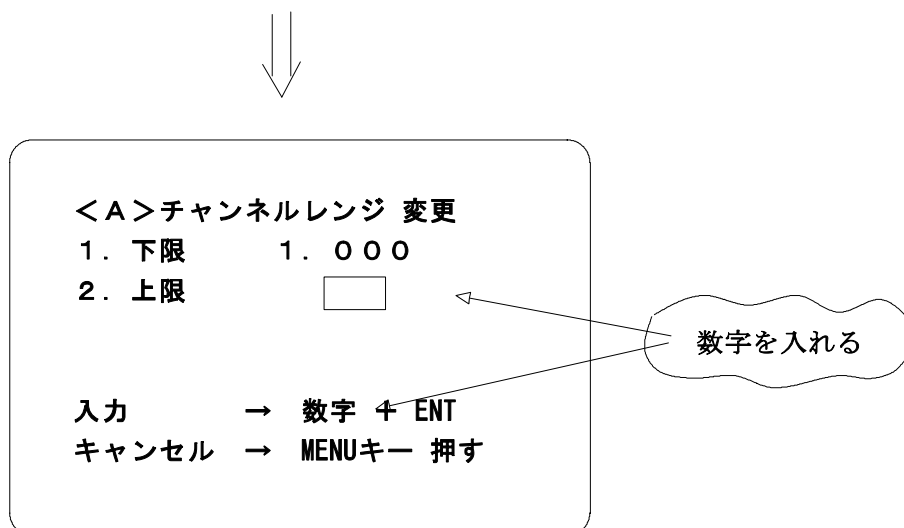 ＜Ａ＞チャンネルレンジ 変更
１．下限　　１．０００
２．上限
数字を入れる
入力　　→　数字 ＋ ENT
キャンセル　→　MENUキー 押す